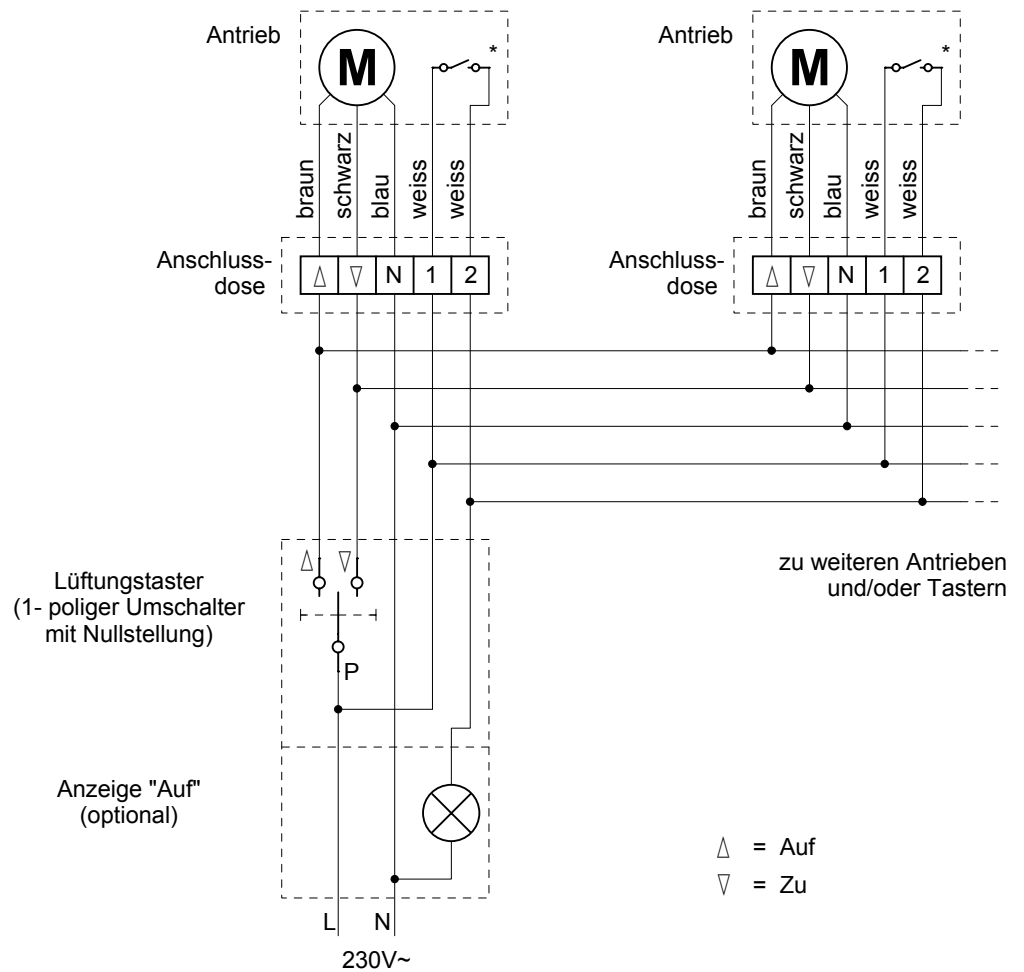 Antrieb
M
*
Antrieb
M
*
braun
schwarz
blau
weiss
weiss
braun
schwarz
blau
weiss
weiss
Anschluss-
dose
△ ▽ N 1 2
Anschluss-
dose
△ ▽ N 1 2
zu weiteren Antrieben
und/oder Tastern
Lüftungstaster
(1- poliger Umschalter
mit Nullstellung)
△ ▽
P
Anzeige "Auf"
(optional)
△ = Auf
▽ = Zu
L N
230V~